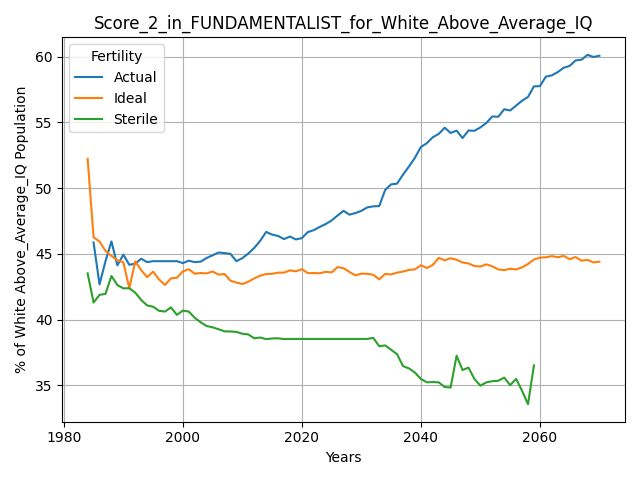 Score_2_in_FUNDAMENTALIST_for_White_Above_Average_IQ
Fertility
Actual
Ideal
Sterile
% of White Above_Average_IQ Population
60
55
50
45
40
35
1980
2000
2020
2040
2060
Years